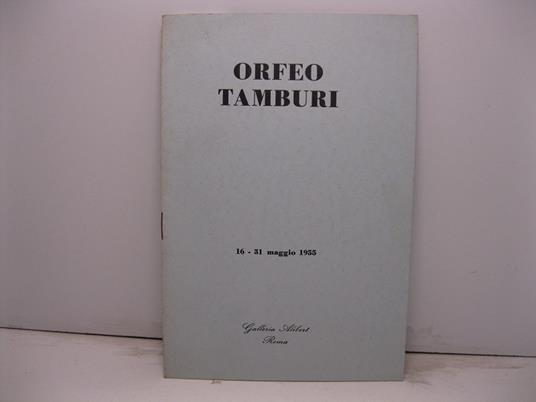 ORFEO
TAMBURI
16 - 31 maggio 1955
Galleria Alibert
Roma